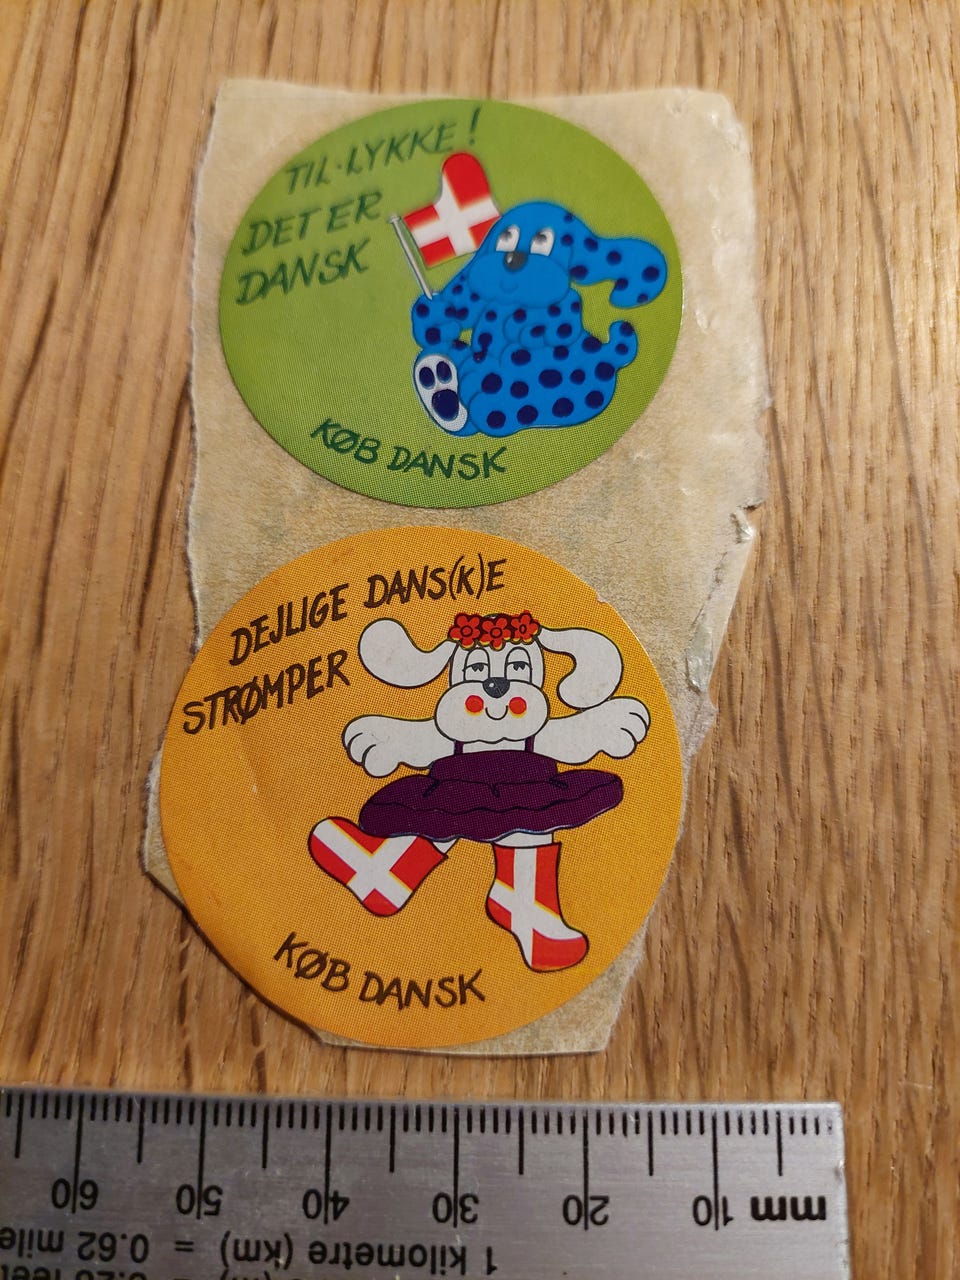 TIL·LYKKE!
DET ER
DANSK
KØB DANSK
DEJLIGE DANS(K)E
STRØMPER
KØB DANSK
mm 10 20 30 40 50 60
1 kilometre (km) = 0.62 mile